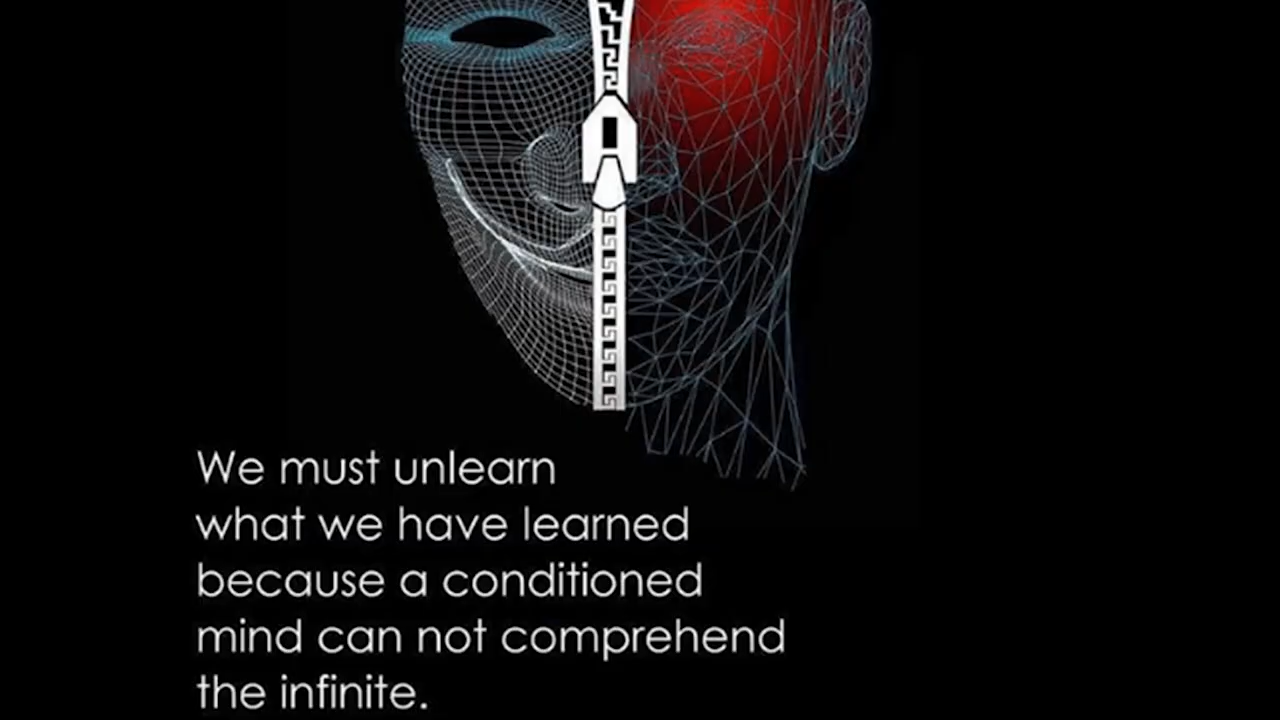 We must unlearn
what we have learned
because a conditioned
mind can not comprehend
the infinite.